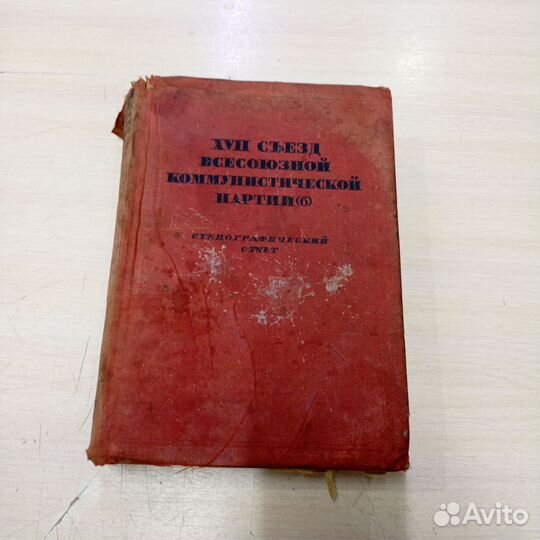 XVII СЪЕЗД
ВСЕСОЮЗНОЙ
КОММУНИСТИЧЕСКОЙ
ПАРТИИ(б)
СТЕНОГРАФИЧЕСКИЙ
ОТЧЕТ
Avito